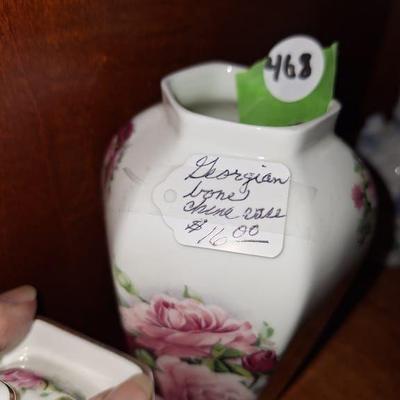 468
Georgian
bone
china vase
$16.00